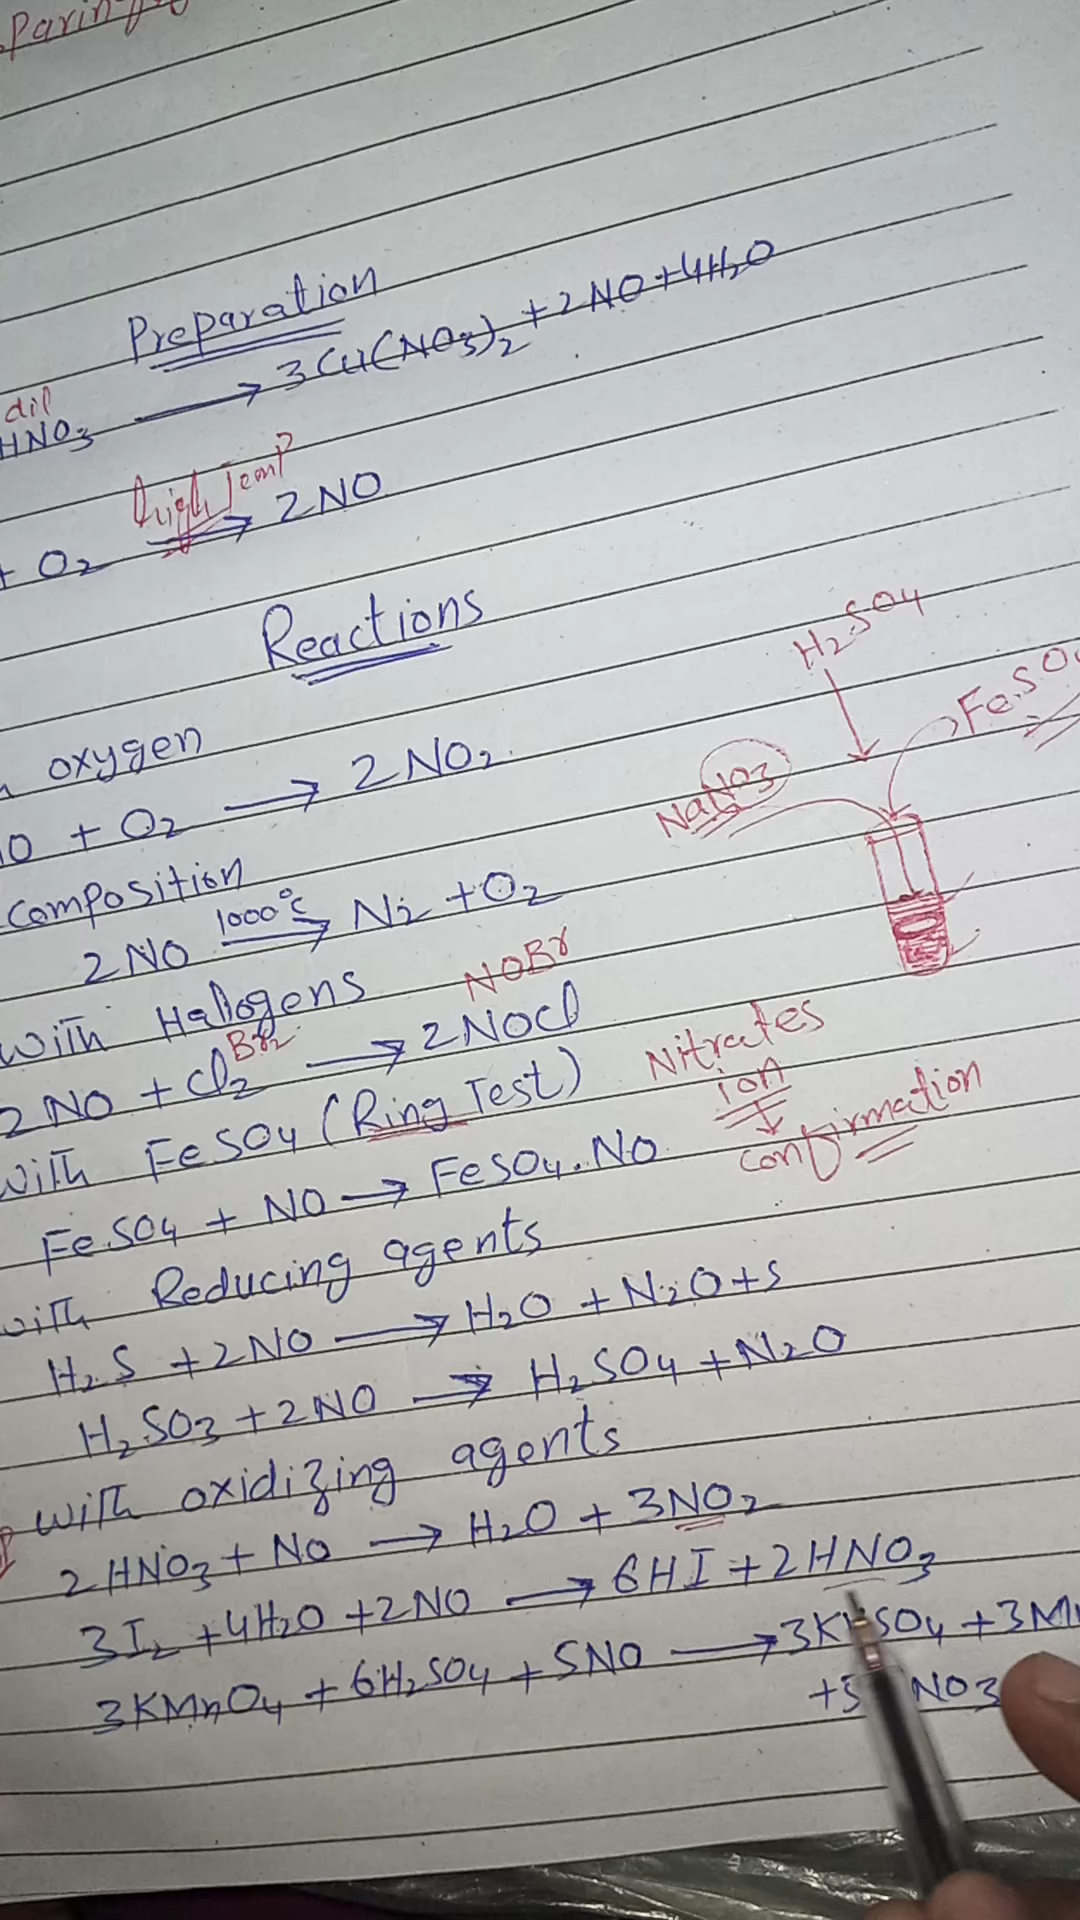 Preparation
dil
HNO3 ⟶ 3Cu(NO3)2 + 2NO + 4H2O
high Temp
+ O2 ⟶ 2NO
Reactions
H2SO4
FeSO4
oxygen
O + O2 ⟶ 2NO2
NaNO3
composition
2NO 1000°C ⟶ N2 + O2
NOBr
with Halogens
Br2
2NO + Cl2 ⟶ 2NOCl
Nitrates
ion
confirmation
with FeSO4 (Ring Test)
FeSO4 + NO ⟶ FeSO4.NO
with Reducing agents
H2S + 2NO ⟶ H2O + N2O + S
H2SO3 + 2NO ⟶ H2SO4 + N2O
with oxidizing agents
2HNO3 + NO ⟶ H2O + 3NO2
3I2 + 4H2O + 2NO ⟶ 6HI + 2HNO3
3KMnO4 + 6H2SO4 + 5NO ⟶ 3KHSO4 + 3M
+5 NO3